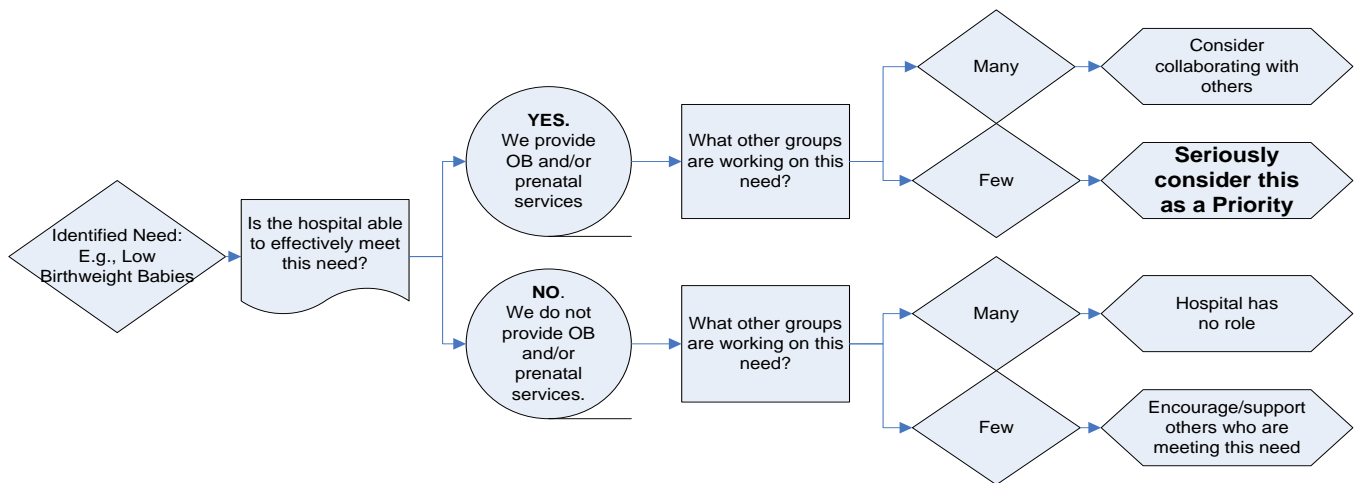 Identified Need:
E.g., Low
Birthweight Babies
Is the hospital able
to effectively meet
this need?
YES.
We provide
OB and/or
prenatal
services
What other groups
are working on this
need?
Many
Consider
collaborating with
others
Few
Seriously
consider this
as a Priority
NO.
We do not
provide OB
and/or
prenatal
services.
What other groups
are working on this
need?
Many
Hospital has
no role
Few
Encourage/support
others who are
meeting this need